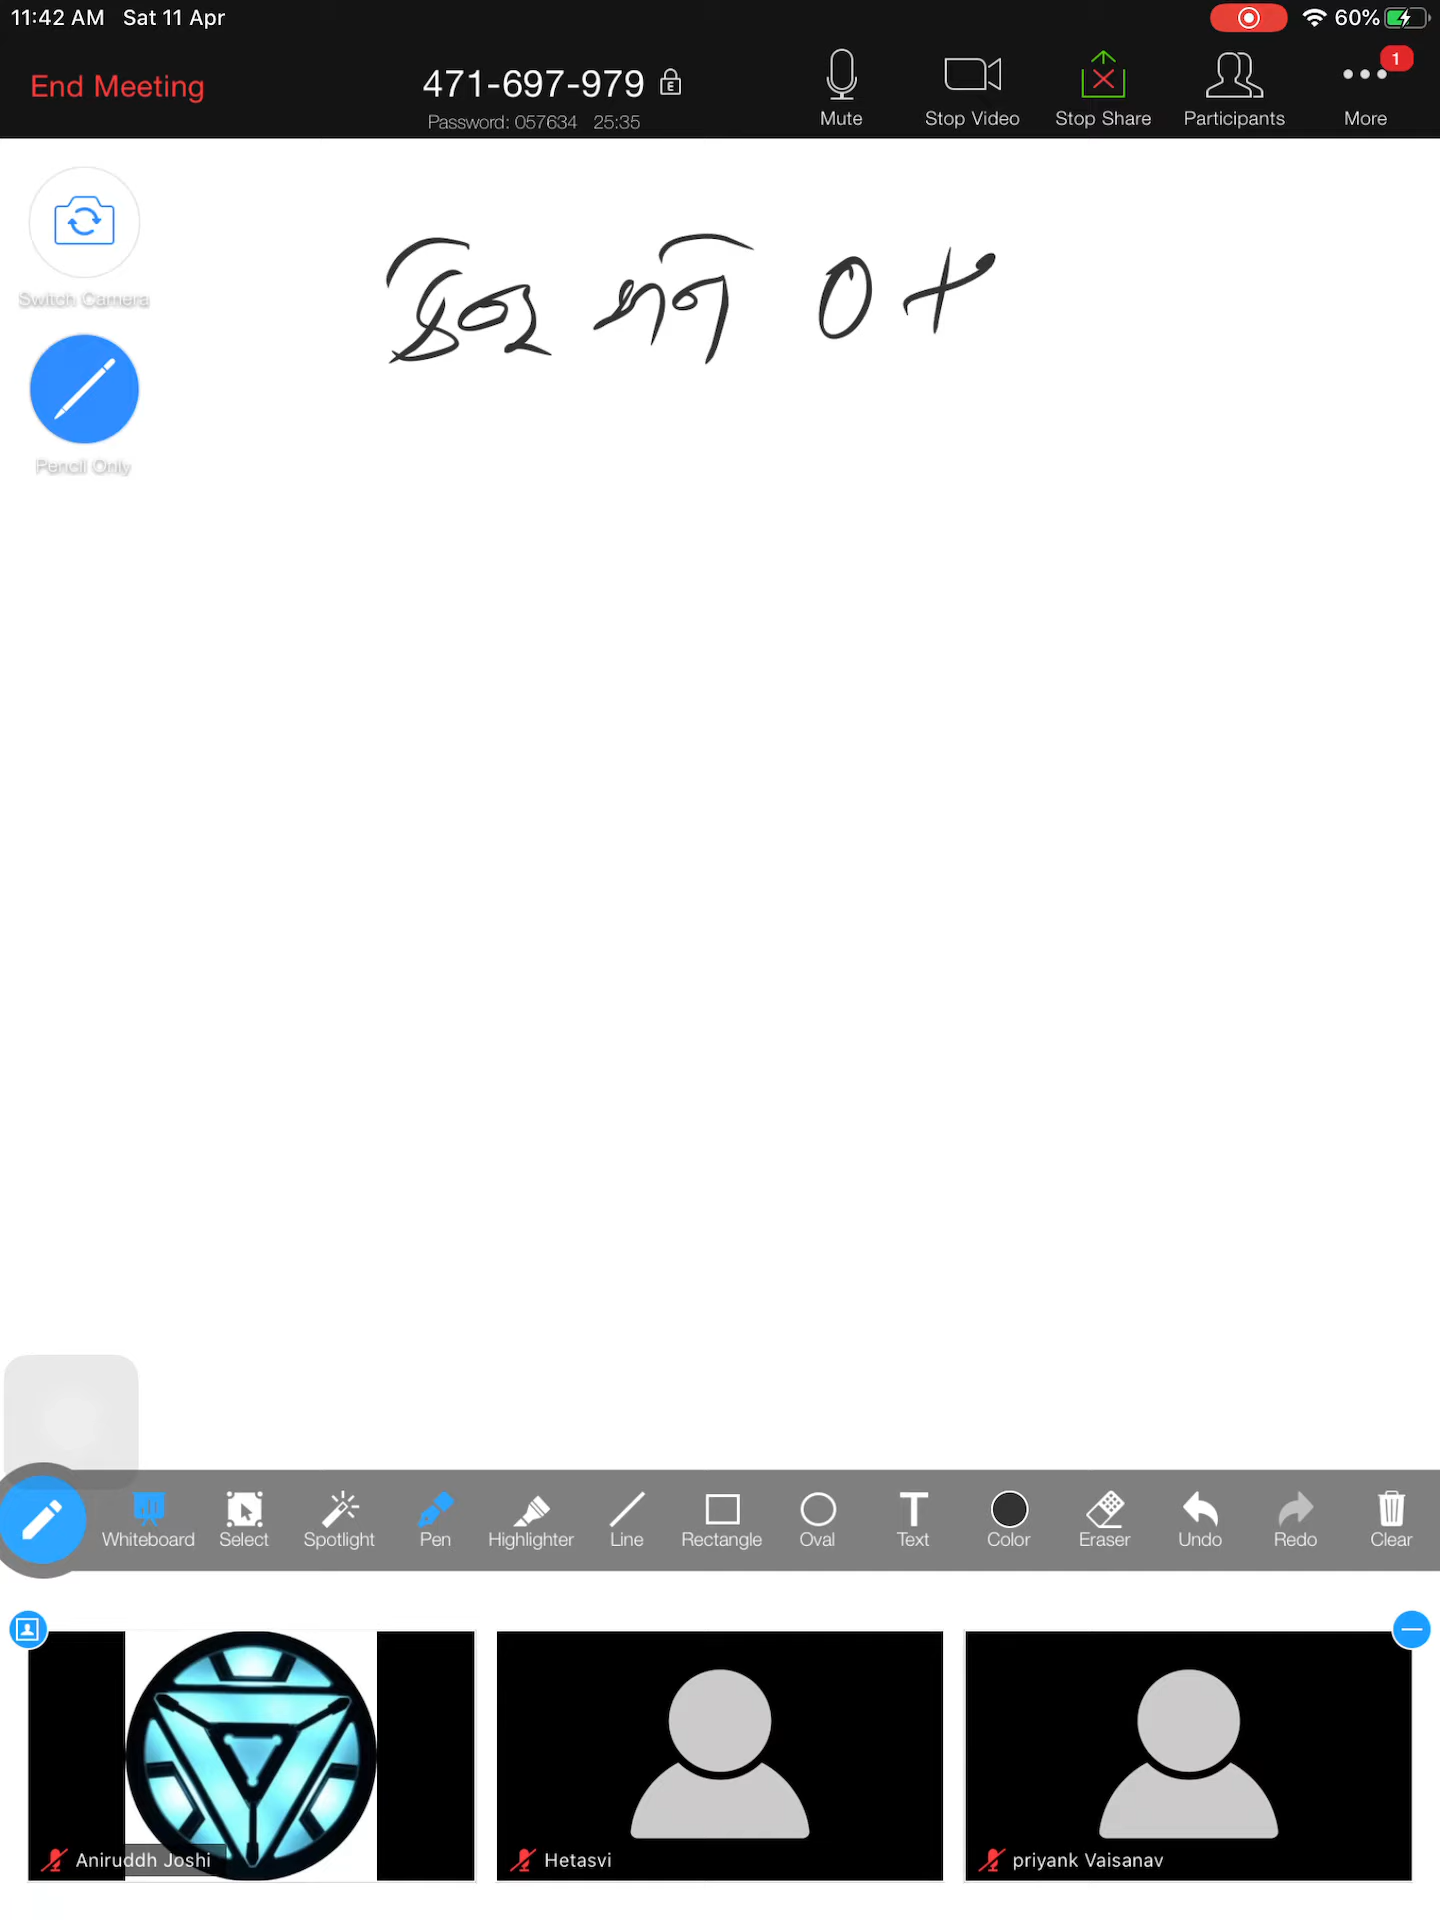 11:42 AM Sat 11 Apr 60%
End Meeting
471-697-979
Password: 057634 25:35
Mute
Stop Video
Stop Share
Participants
1
More
Switch Camera
Pencil Only
0 +
Whiteboard
Select
Spotlight
Pen
Highlighter
Line
Rectangle
Oval
Text
Color
Eraser
Undo
Redo
Clear
Aniruddh Joshi
Hetasvi
priyank Vaisanav